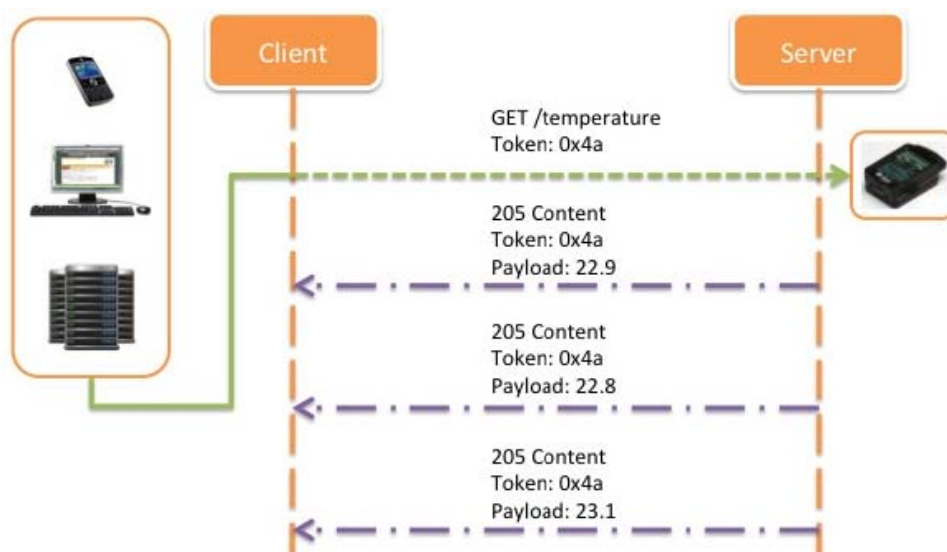 Client
Server
GET /temperature
Token: 0x4a
205 Content
Token: 0x4a
Payload: 22.9
205 Content
Token: 0x4a
Payload: 22.8
205 Content
Token: 0x4a
Payload: 23.1